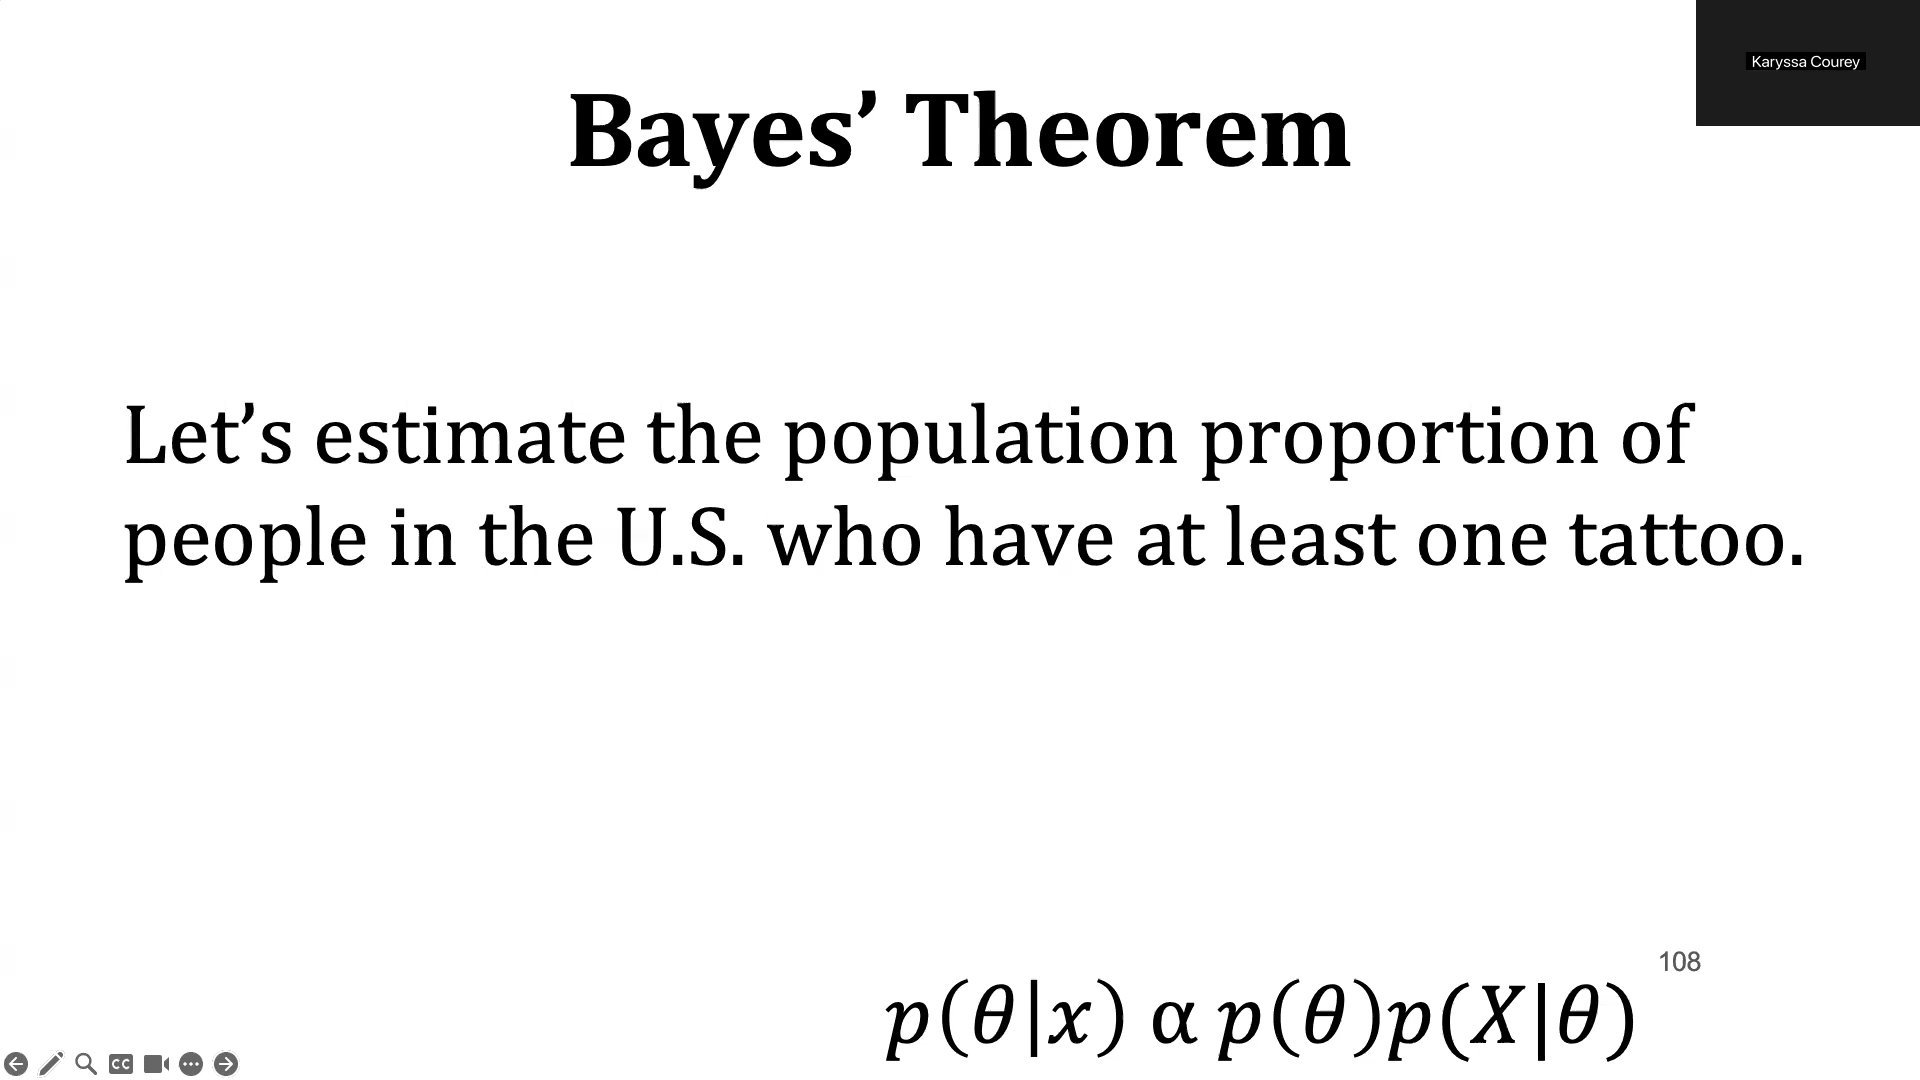 Karyssa Courey
Bayes’ Theorem
Let’s estimate the population proportion of
people in the U.S. who have at least one tattoo.
108
p(θ|x) α p(θ)p(X|θ)
CC